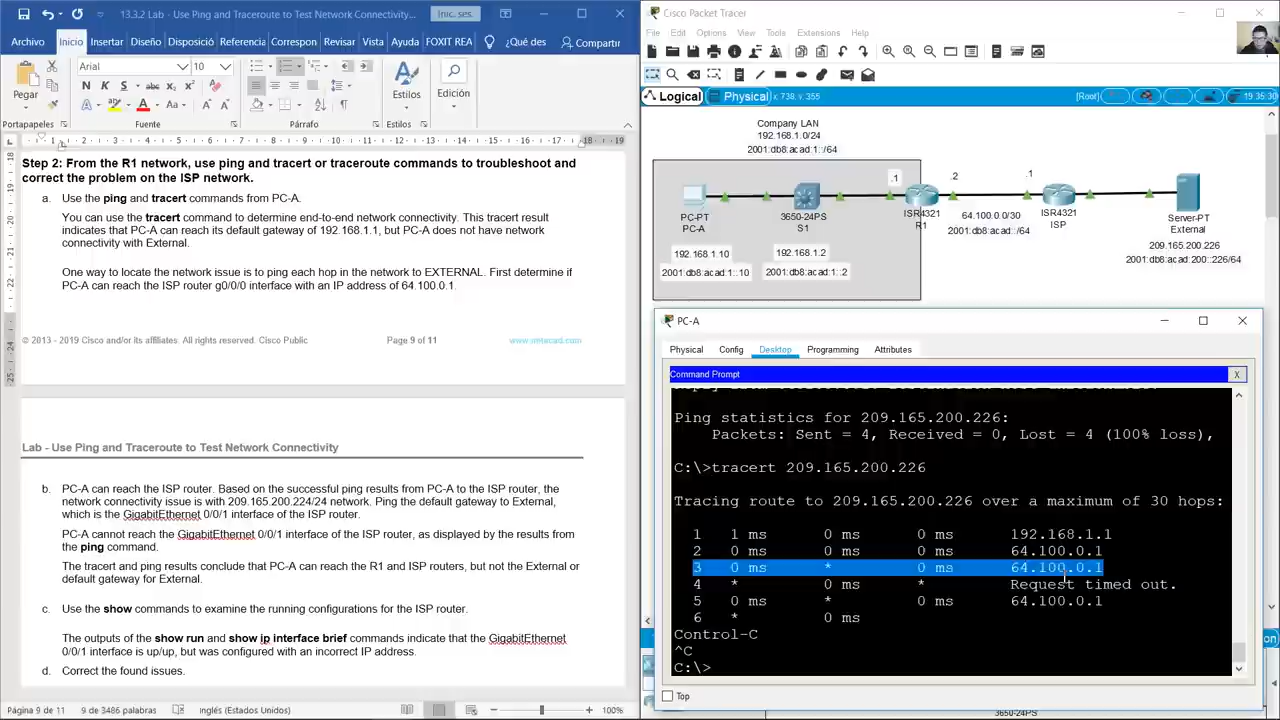 13.3.2 Lab - Use Ping and Traceroute to Test Network Connectivity...
Inic. ses.
Archivo Inicio Inser Diseño Disposici Referencia Correspon Revisar Vista Ayuda FOXIT REA ¿Qué des Compartir
Pegar
Arial 10
N K S
Estilos
Edición
Portapapeles Fuente Párrafo Estilos
Step 2: From the R1 network, use ping and tracert or traceroute commands to troubleshoot and
correct the problem on the ISP network.
a. Use the ping and tracert commands from PC-A.
You can use the tracert command to determine end-to-end network connectivity. This tracert result
indicates that PC-A can reach its default gateway of 192.168.1.1, but PC-A does not have network
connectivity with External.
One way to locate the network issue is to ping each hop in the network to EXTERNAL. First determine if
PC-A can reach the ISP router g0/0/0 interface with an IP address of 64.100.0.1.
© 2013 - 2019 Cisco and/or its affiliates. All rights reserved. Cisco Public Page 9 of 11 www.netacad.com
Lab - Use Ping and Traceroute to Test Network Connectivity
b. PC-A can reach the ISP router. Based on the successful ping results from PC-A to the ISP router, the
network connectivity issue is with 209.165.200.224/24 network. Ping the default gateway to External,
which is the GigabitEthernet 0/0/1 interface of the ISP router.
PC-A cannot reach the GigabitEthernet 0/0/1 interface of the ISP router, as displayed by the results from
the ping command.
The tracert and ping results conclude that PC-A can reach the R1 and ISP routers, but not the External or
default gateway for External.
c. Use the show commands to examine the running configurations for the ISP router.
The outputs of the show run and show ip interface brief commands indicate that the GigabitEthernet
0/0/1 interface is up/up, but was configured with an incorrect IP address.
d. Correct the found issues.
Página 9 de 11 9 de 3486 palabras Inglés (Estados Unidos) 100%
Cisco Packet Tracer
File Edit Options View Tools Extensions Help
Logical Physical x: 738, y: 355 [Root] 19:35:30
Company LAN
192.168.1.0/24
2001:db8:acad:1::/64
.1 .2 .1
PC-PT
PC-A
3650-24PS
S1
ISR4321
R1
64.100.0.0/30
2001:db8:acad::/64
ISR4321
ISP
Server-PT
External
209.165.200.226
2001:db8:acad:200::226/64
192.168.1.10
2001:db8:acad:1::10
192.168.1.2
2001:db8:acad:1::2
PC-A
Physical Config Desktop Programming Attributes
Command Prompt X
Ping statistics for 209.165.200.226:
Packets: Sent = 4, Received = 0, Lost = 4 (100% loss),
C:\>tracert 209.165.200.226
Tracing route to 209.165.200.226 over a maximum of 30 hops:
1 1 ms 0 ms 0 ms 192.168.1.1
2 0 ms 0 ms 0 ms 64.100.0.1
3 0 ms * 0 ms 64.100.0.1
4 * 0 ms * Request timed out.
5 0 ms * 0 ms 64.100.0.1
6 * 0 ms
Control-C
^C
C:\>
Top
3650-24PS